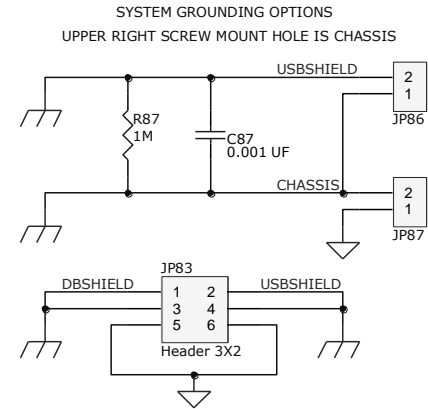 SYSTEM GROUNDING OPTIONS
UPPER RIGHT SCREW MOUNT HOLE IS CHASSIS
USBSHIELD
2
1
JP86
R87
1M
C87
0.001 UF
CHASSIS
2
1
JP87
JP83
DBSHIELD
USBSHIELD
1 2
3 4
5 6
Header 3X2